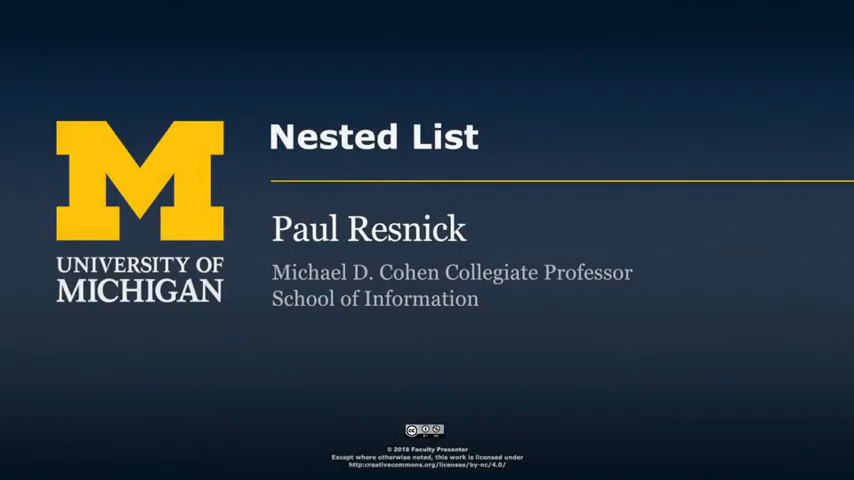 Nested List
Paul Resnick
UNIVERSITY OF
MICHIGAN
Michael D. Cohen Collegiate Professor
School of Information
© 2018 Faculty Presenter
Except where otherwise noted, this work is licensed under
http:creativecommons.org/licenses/by-nc/4.0/